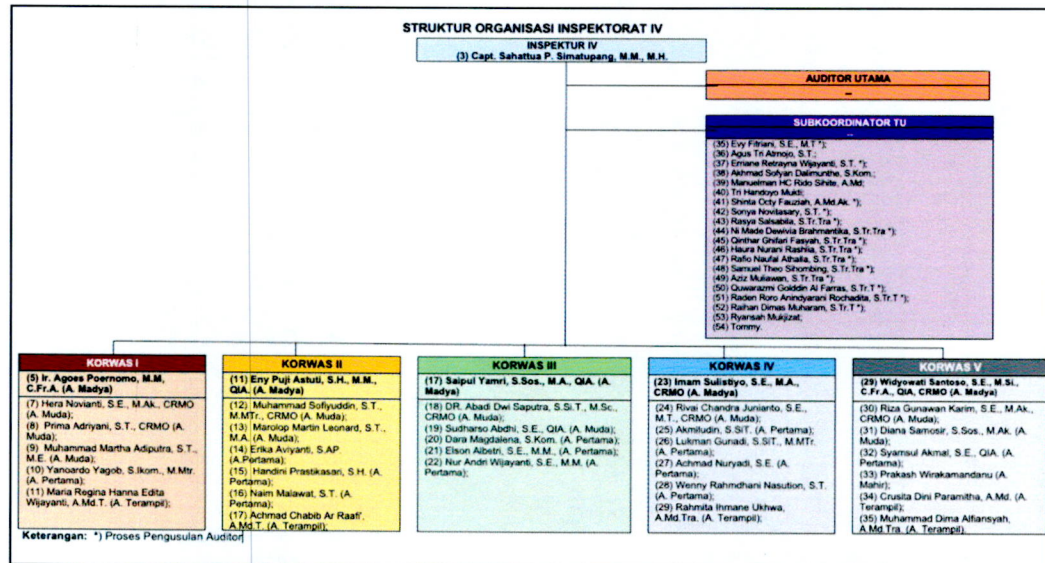 STRUKTUR ORGANISASI INSPEKTORAT IV
INSPEKTUR IV
(3) Capt. Sahattua P. Simatupang, M.M., M.H.
AUDITOR UTAMA
--
SUBKOORDINATOR TU
--
(35) Evy Fitriani, S.E., M.T *);
(36) Agus Tri Atmojo, S.T.;
(37) Erniane Retrayna Wijayanti, S.T. *);
(38) Akhmad Sofyan Dalimunthe, S.Kom.;
(39) Manuelman HC Rido Sihite, A.Md;
(40) Tri Handoyo Mukti;
(41) Shinta Octy Fauziah, A.Md.Ak. *);
(42) Sonya Novitasary, S.T. *);
(43) Rasya Salsabila, S.Tr.Tra *);
(44) Ni Made Dewivia Brahmantika, S.Tr.Tra *);
(45) Qinthar Ghifari Fasyah, S.Tr.Tra *);
(46) Haura Nurani Rashiia, S.Tr.Tra *);
(47) Rafio Naufal Athalla, S.Tr.Tra *);
(48) Samuel Theo Sihombing, S.Tr.Tra *);
(49) Aziz Muliawan, S.Tr.Tra *);
(50) Quwarazmi Golddin Al Farras, S.Tr.T *);
(51) Raden Roro Anindyarani Rochadita, S.Tr.T *);
(52) Raihan Dimas Muharam, S.Tr.T *);
(53) Ryansah Mukjizat;
(54) Tommy.
KORWAS I
(5) Ir. Agoes Poernomo, M.M,
C.Fr.A. (A. Madya)
(7) Hera Novianti, S.E., M.Ak., CRMO
(A. Muda);
(8) Prima Adriyani, S.T., CRMO (A.
Muda);
(9) Muhammad Martha Adiputra, S.T.,
M.E. (A. Muda);
(10) Yanoardo Yagob, S.Ikom., M.Mtr.
(A. Pertama);
(11) Maria Regina Hanna Edita
Wijayanti, A.Md.T. (A. Terampil);
KORWAS II
(11) Eny Puji Astuti, S.H., M.M.,
QIA. (A. Madya)
(12) Muhammad Sofiyuddin, S.T.,
M.MTr., CRMO (A. Muda);
(13) Marolop Martin Leonard, S.T.,
M.A. (A. Muda);
(14) Erika Aviyanti, S.AP.
(A.Pertama);
(15) Handini Prastikasari, S.H. (A.
Pertama);
(16) Naim Malawat, S.T. (A.
Pertama);
(17) Achmad Chabib Ar Raafi',
A.Md.T. (A. Terampil);
KORWAS III
(17) Saipul Yamri, S.Sos., M.A., QIA. (A.
Madya)
(18) DR. Abadi Dwi Saputra, S.Si.T., M.Sc.,
CRMO (A. Muda);
(19) Sudharso Abdhi, S.E., QIA. (A. Muda);
(20) Dara Magdalena, S.Kom. (A. Pertama);
(21) Elson Albetri, S.E., M.M., (A. Pertama);
(22) Nur Andri Wijayanti, S.E., M.M. (A.
Pertama);
KORWAS IV
(23) Imam Sulistiyo, S.E., M.A.,
CRMO (A. Madya)
(24) Rivai Chandra Junianto, S.E.,
M.T., CRMO (A. Muda);
(25) Akmiludin, S.SiT. (A. Pertama);
(26) Lukman Gunadi, S.SiT., M.MTr.
(A. Pertama);
(27) Achmad Nuryadi, S.E. (A.
Pertama);
(28) Wenny Rahmdhani Nasution, S.T.
(A. Pertama);
(29) Rahmita Ihmane Ukhwa,
A.Md.Tra. (A. Terampil);
KORWAS V
(29) Widyowati Santoso, S.E., M.Si.,
C.Fr.A., QIA, CRMO (A. Madya)
(30) Riza Gunawan Karim, S.E., M.Ak.,
CRMO (A. Muda);
(31) Diana Samosir, S.Sos., M.Ak. (A.
Muda);
(32) Syamsul Akmal, S.E., QIA. (A.
Pertama);
(33) Prakash Wirakamandanu (A.
Mahir);
(34) Crusita Dini Paramitha, A.Md. (A.
Terampil);
(35) Muhammad Dima Alfiansyah,
A.Md.Tra. (A. Terampil).
Keterangan: *) Proses Pengusulan Auditor